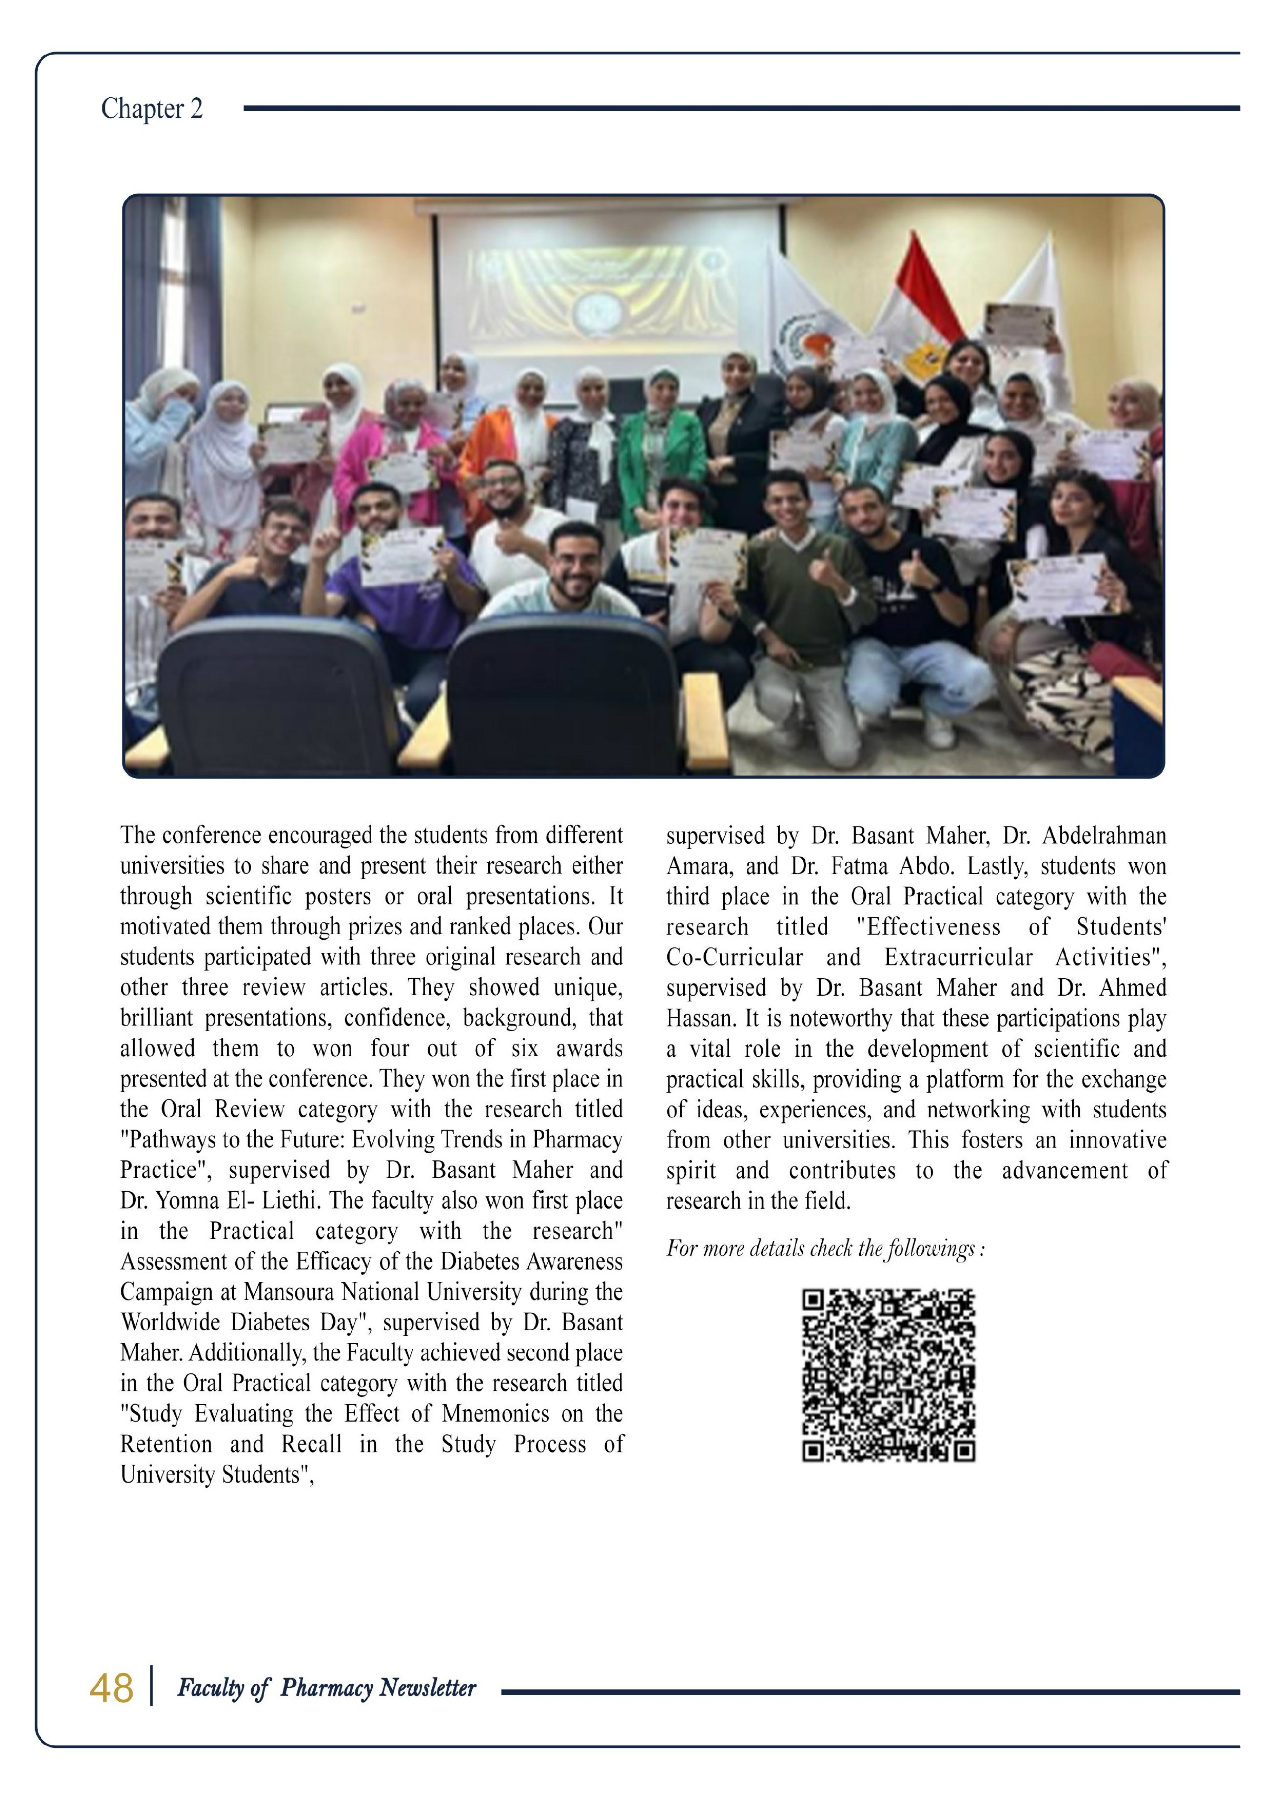 Chapter 2
The conference encouraged the students from different
universities to share and present their research either
through scientific posters or oral presentations. It
motivated them through prizes and ranked places. Our
students participated with three original research and
other three review articles. They showed unique,
brilliant presentations, confidence, background, that
allowed them to won four out of six awards
presented at the conference. They won the first place in
the Oral Review category with the research titled
"Pathways to the Future: Evolving Trends in Pharmacy
Practice", supervised by Dr. Basant Maher and
Dr. Yomna El- Liethi. The faculty also won first place
in the Practical category with the research"
Assessment of the Efficacy of the Diabetes Awareness
Campaign at Mansoura National University during the
Worldwide Diabetes Day", supervised by Dr. Basant
Maher. Additionally, the Faculty achieved second place
in the Oral Practical category with the research titled
"Study Evaluating the Effect of Mnemonics on the
Retention and Recall in the Study Process of
University Students",
supervised by Dr. Basant Maher, Dr. Abdelrahman
Amara, and Dr. Fatma Abdo. Lastly, students won
third place in the Oral Practical category with the
research titled "Effectiveness of Students'
Co-Curricular and Extracurricular Activities",
supervised by Dr. Basant Maher and Dr. Ahmed
Hassan. It is noteworthy that these participations play
a vital role in the development of scientific and
practical skills, providing a platform for the exchange
of ideas, experiences, and networking with students
from other universities. This fosters an innovative
spirit and contributes to the advancement of
research in the field.
For more details check the followings :
48 | Faculty of Pharmacy Newsletter